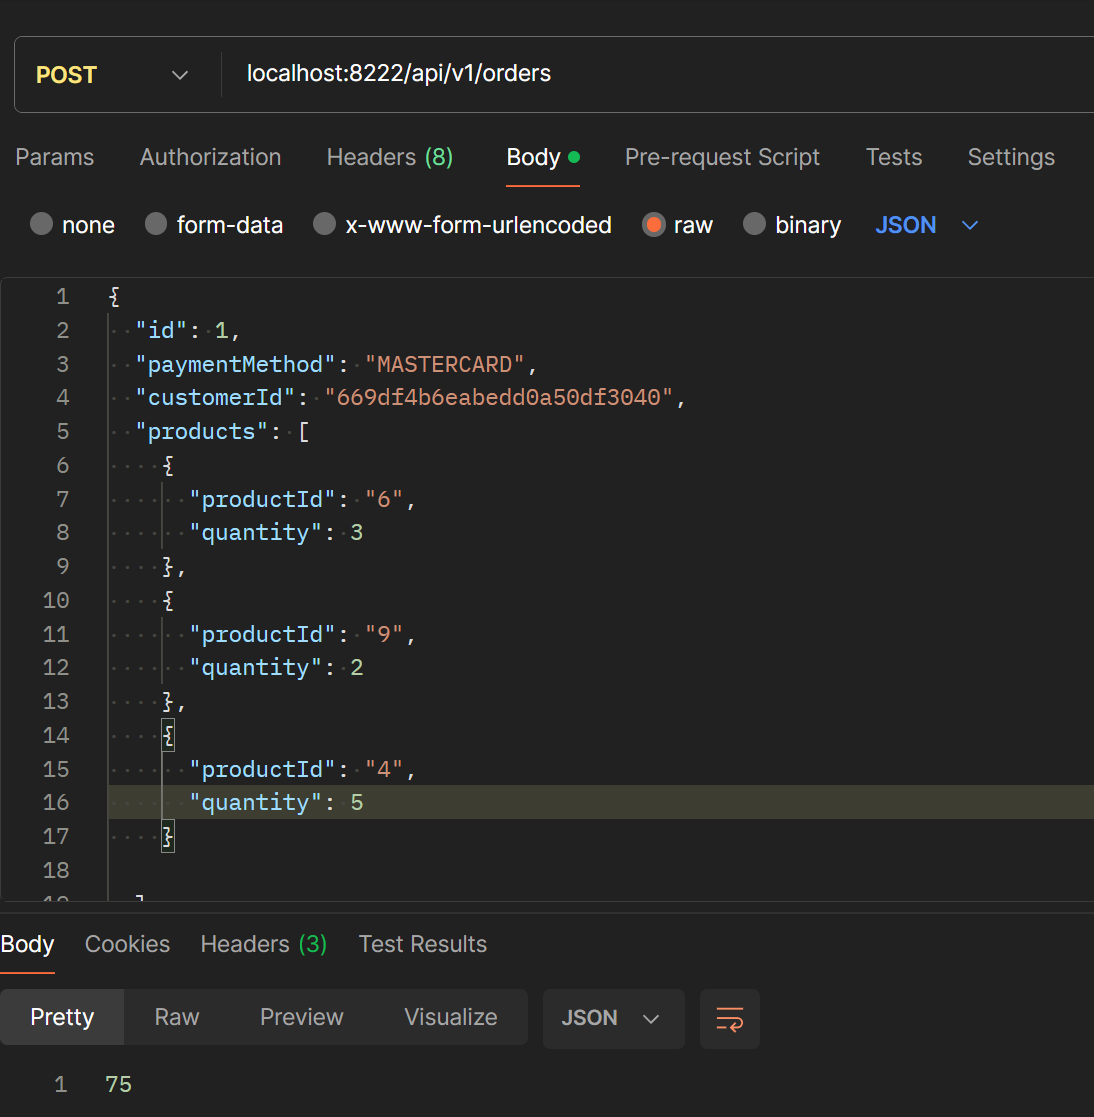 POST localhost:8222/api/v1/orders
Params Authorization Headers (8) Body Pre-request Script Tests Settings
none form-data x-www-form-urlencoded raw binary JSON
1 {
2 "id": 1,
3 "paymentMethod": "MASTERCARD",
4 "customerId": "669df4b6eabedd0a50df3040",
5 "products": [
6 {
7 "productId": "6",
8 "quantity": 3
9 },
10 {
11 "productId": "9",
12 "quantity": 2
13 },
14 {
15 "productId": "4",
16 "quantity": 5
17 }
18
19 ]
Body Cookies Headers (3) Test Results
Pretty Raw Preview Visualize JSON
1 75